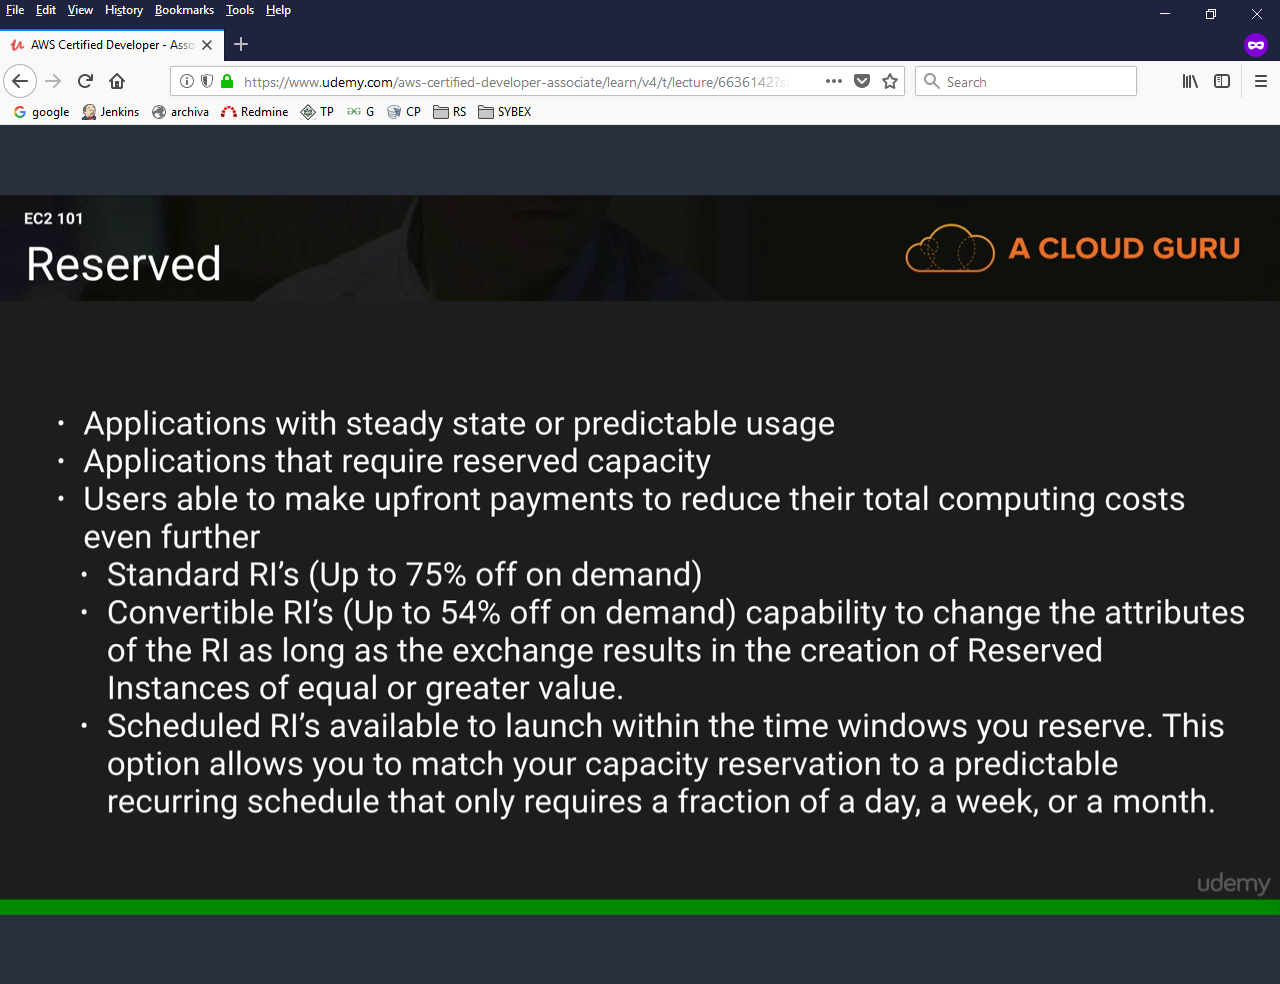 File Edit View History Bookmarks Tools Help
AWS Certified Developer - Asso
https://www.udemy.com/aws-certified-developer-associate/learn/v4/t/lecture/6636142?s
Search
google Jenkins archiva Redmine TP G CP RS SYBEX
EC2 101
Reserved
A CLOUD GURU
• Applications with steady state or predictable usage
• Applications that require reserved capacity
• Users able to make upfront payments to reduce their total computing costs
even further
• Standard RI's (Up to 75% off on demand)
• Convertible RI's (Up to 54% off on demand) capability to change the attributes
of the RI as long as the exchange results in the creation of Reserved
Instances of equal or greater value.
• Scheduled RI's available to launch within the time windows you reserve. This
option allows you to match your capacity reservation to a predictable
recurring schedule that only requires a fraction of a day, a week, or a month.
udemy